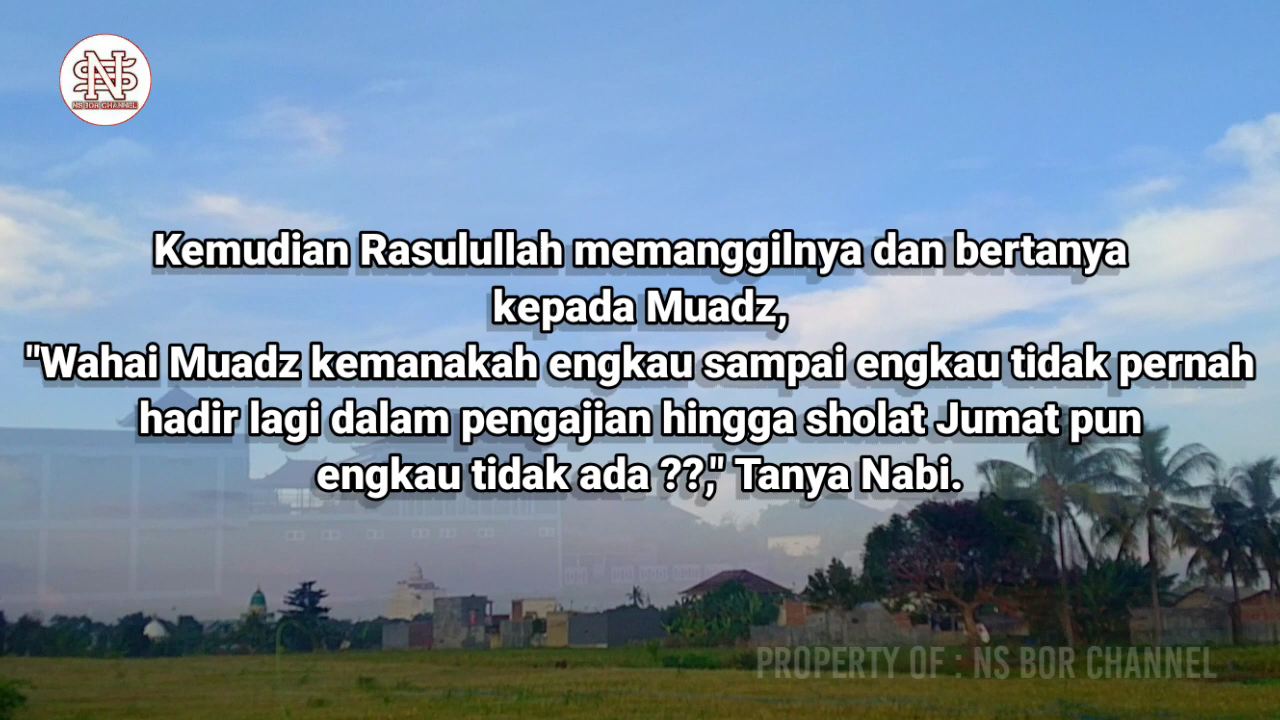 NS
NS BOR CHANNEL
Kemudian Rasulullah memanggilnya dan bertanya
kepada Muadz,
"Wahai Muadz kemanakah engkau sampai engkau tidak pernah
hadir lagi dalam pengajian hingga sholat Jumat pun
engkau tidak ada ??," Tanya Nabi.
PROPERTY OF : NS BOR CHANNEL